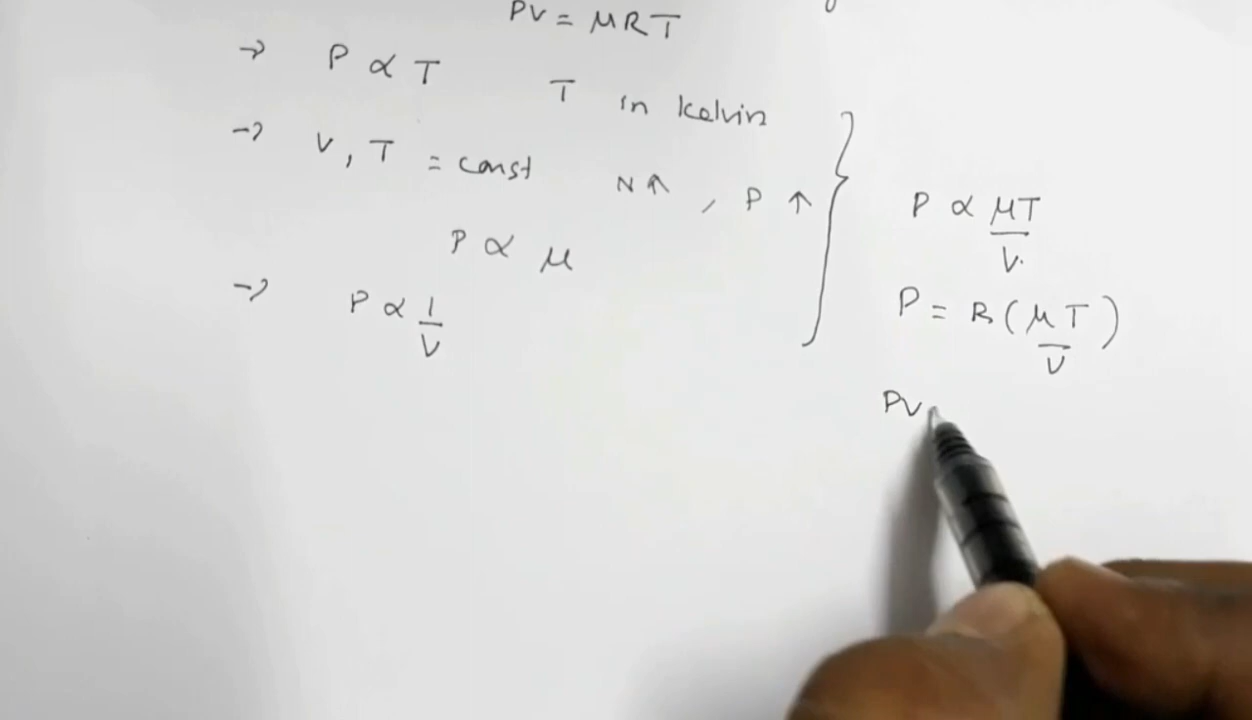 PV = μRT
→ P ∝ T T in kelvin
→ V, T = const N↑, P↑
P ∝ μ
→ P ∝ 1/V
P ∝ μT/V.
P = R(μT/V)
PV